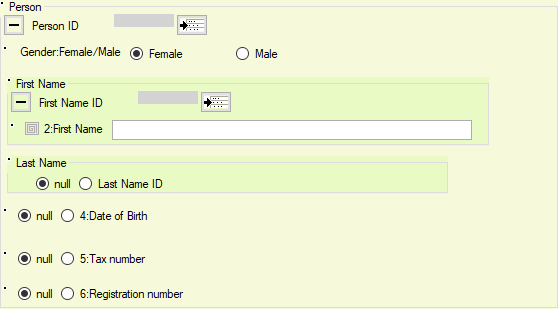 Person
Person ID
Gender:Female/Male Female Male
First Name
First Name ID
2:First Name
Last Name
null Last Name ID
null 4:Date of Birth
null 5:Tax number
null 6:Registration number